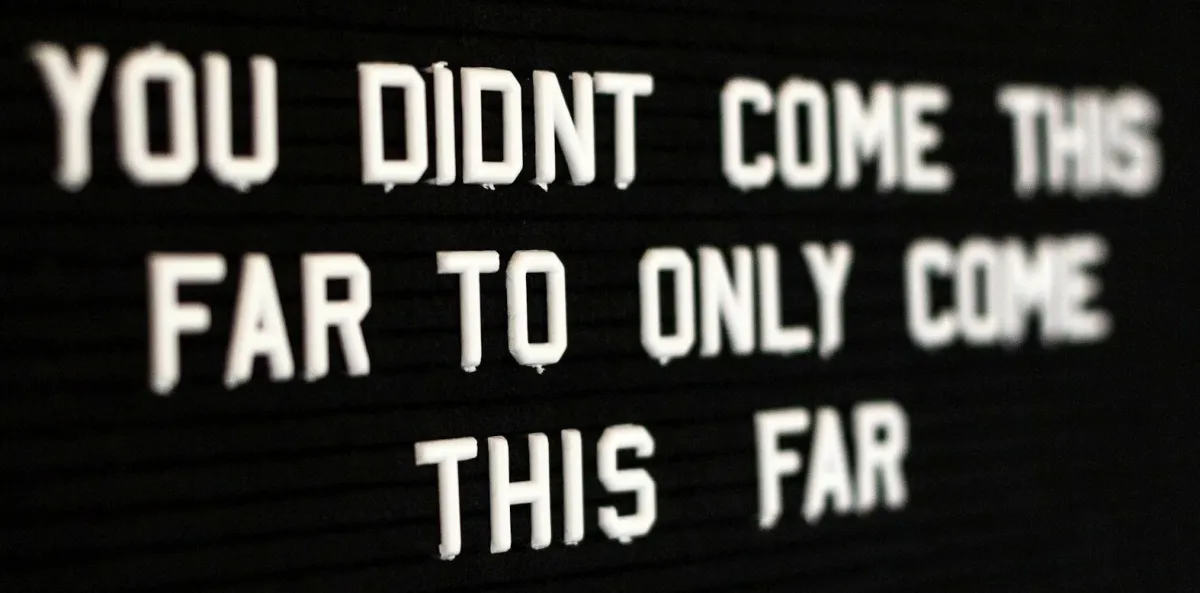 YOU DIDNT COME THIS
FAR TO ONLY COME
THIS FAR